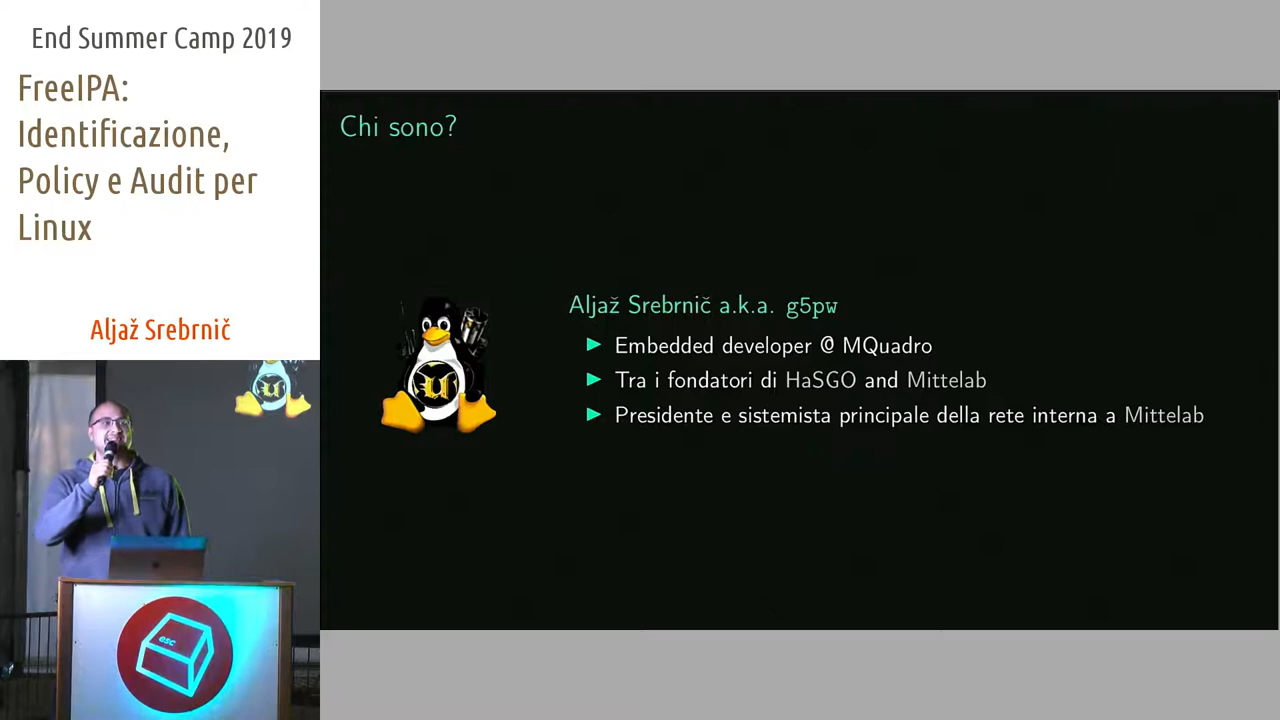 End Summer Camp 2019
FreeIPA:
Identificazione,
Policy e Audit per
Linux
Aljaž Srebrnič
Chi sono?
Aljaž Srebrnič a.k.a. g5pw
Embedded developer @ MQuadro
Tra i fondatori di HaSGO and Mittelab
Presidente e sistemista principale della rete interna a Mittelab
esc